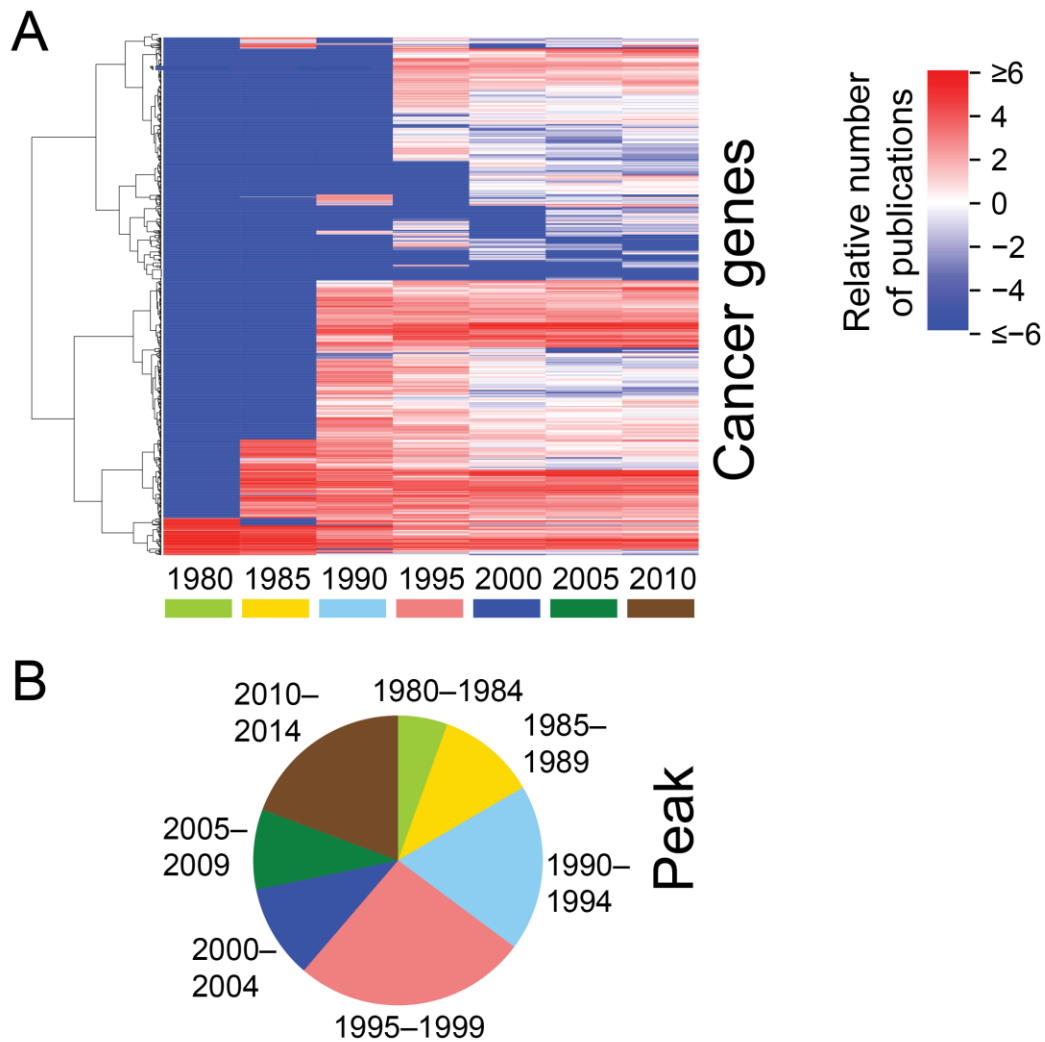 A
Cancer genes
Relative number
of publications
≥6
4
2
0
−2
−4
≤−6
1980 1985 1990 1995 2000 2005 2010
B
1980–1984
1985–
1989
1990–
1994
1995–1999
2000–
2004
2005–
2009
2010–
2014
Peak